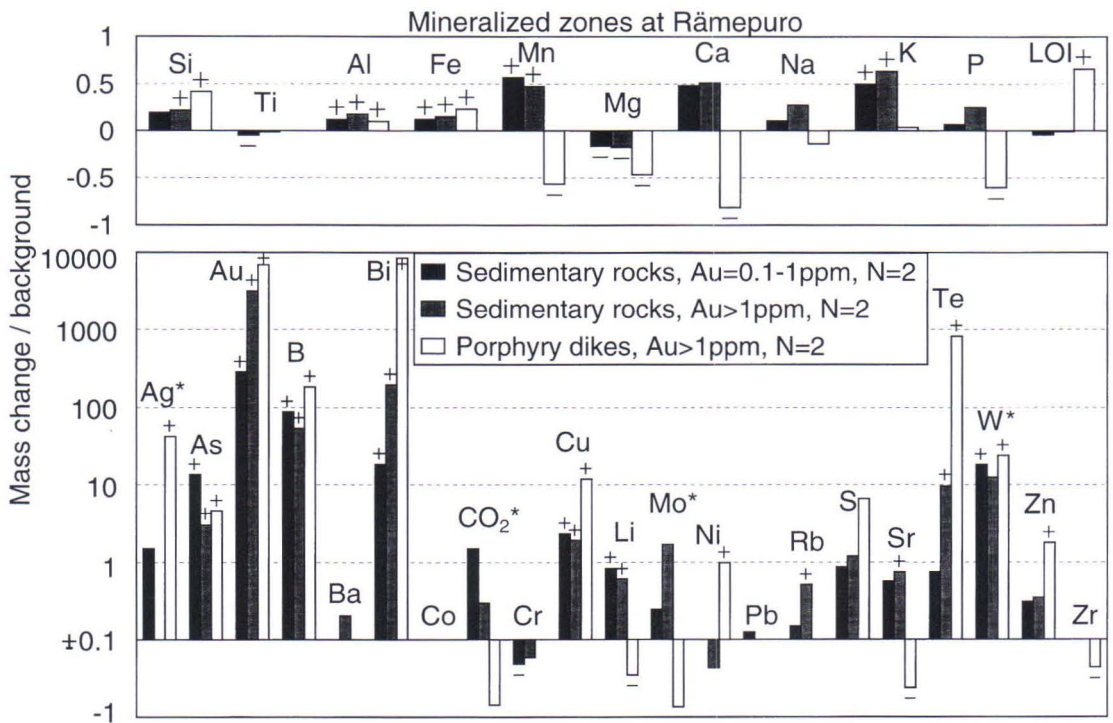 Mineralized zones at Rämepuro
1
0.5
0
-0.5
-1
Si
Ti
Al
Fe
Mn
Mg
Ca
Na
K
P
LOI
Mass change / background
10000
1000
100
10
1
±0.1
-1
Sedimentary rocks, Au=0.1-1ppm, N=2
Sedimentary rocks, Au>1ppm, N=2
Porphyry dikes, Au>1ppm, N=2
Ag*
As
Au
B
Ba
Bi
Co
CO₂*
Cr
Cu
Li
Mo*
Ni
Pb
Rb
S
Sr
Te
W*
Zn
Zr